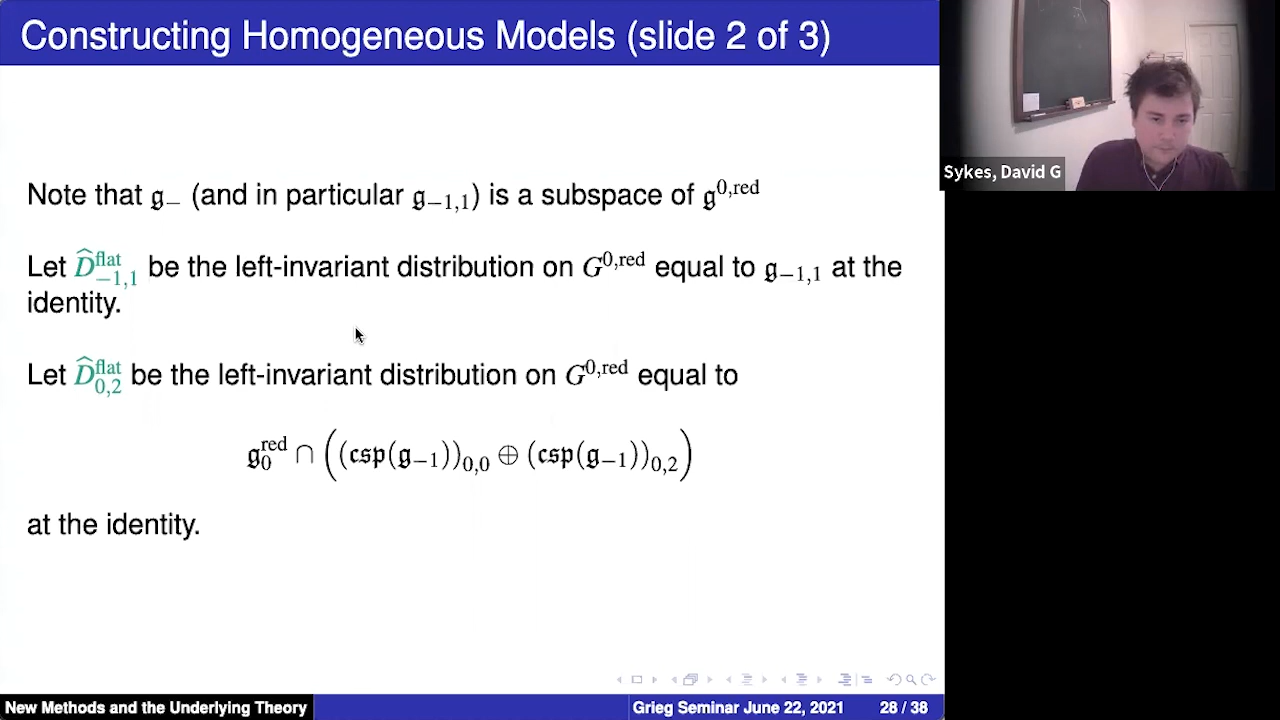 Constructing Homogeneous Models (slide 2 of 3)
Sykes, David G
Note that 𝔤₋ (and in particular 𝔤₋₁,₁) is a subspace of 𝔤^{0,red}
Let D̂^{flat}_{−1,1} be the left-invariant distribution on G^{0,red} equal to 𝔤₋₁,₁ at the
identity.
Let D̂^{flat}_{0,2} be the left-invariant distribution on G^{0,red} equal to
𝔤₀^{red} ∩ ((𝔠𝔰𝔭(𝔤₋₁))_{0,0} ⊕ (𝔠𝔰𝔭(𝔤₋₁))_{0,2})
at the identity.
New Methods and the Underlying Theory
Grieg Seminar June 22, 2021
28 / 38